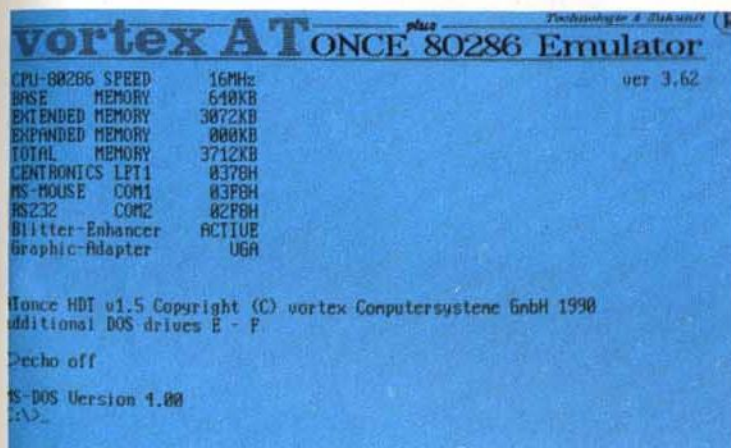 Technologie & Zukunft
vortex AT ONCE plus 80286 Emulator
CPU-80286 SPEED 16MHz ver 3.62
BASE MEMORY 640KB
EXTENDED MEMORY 3072KB
EXPANDED MEMORY 000KB
TOTAL MEMORY 3712KB
CENTRONICS LPT1 0378H
MS-MOUSE COM1 03F8H
RS232 COM2 02F8H
Blitter-Enhancer ACTIVE
Graphic-Adapter VGA
ATonce HDT v1.5 Copyright (C) vortex Computersysteme GmbH 1990
additional DOS drives E - F
>echo off
MS-DOS Version 4.00
C:\>_